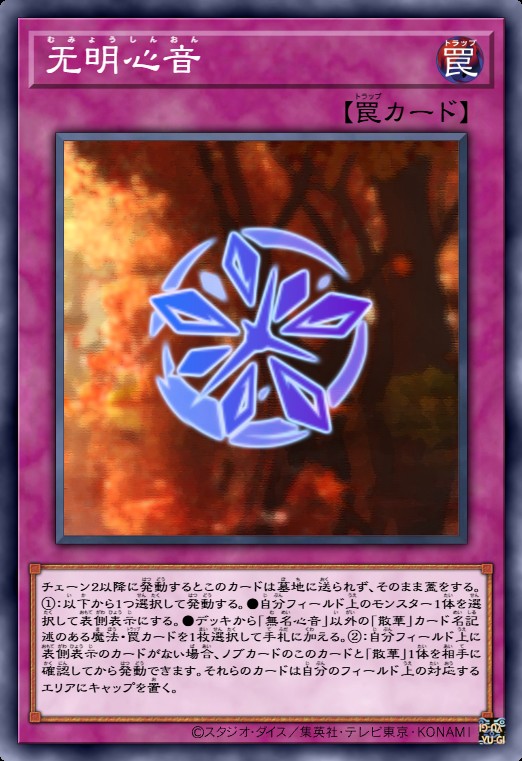 无明心音
罠
【罠カード】
チェーン2以降に発動するとこのカードは墓地に送られず、そのまま蓋をする。
①:以下から1つ選択して発動する。●自分フィールド上のモンスター1体を選
択して表側表示にする。●デッキから「無名心音」以外の「散草」カード名記
述のある魔法・罠カードを1枚選択して手札に加える。②:自分フィールド上に
表側表示のカードがない場合、ノブカードのこのカードと「散草」1体を相手に
確認してから発動できます。それらのカードは自分のフィールド上の対応する
エリアにキャップを置く。
©スタジオ・ダイス/集英社・テレビ東京・KONAMI